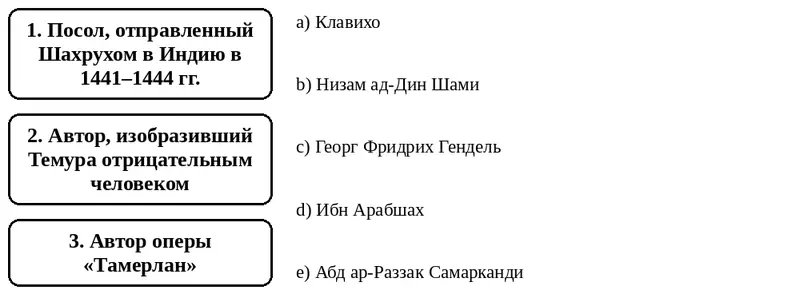 1. Посол, отправленный
Шахрухом в Индию в
1441–1444 гг.
2. Автор, изобразивший
Темура отрицательным
человеком
3. Автор оперы
«Тамерлан»
a) Клавихо
b) Низам ад-Дин Шами
c) Георг Фридрих Гендель
d) Ибн Арабшах
e) Абд ар-Раззак Самарканди